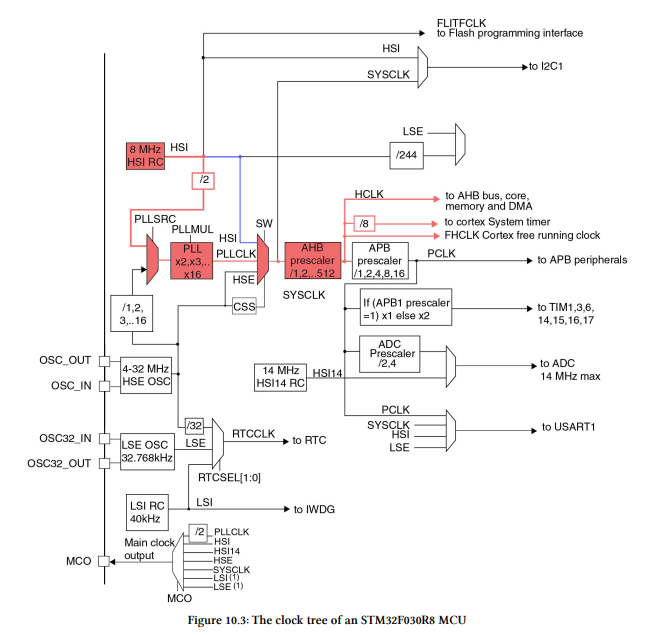 FLITFCLK
to Flash programming interface
HSI
to I2C1
SYSCLK
LSE
8 MHz
HSI RC
HSI
/244
/2
HCLK
to AHB bus, core,
memory and DMA
PLLSRC
PLLMUL
SW
/8
to cortex System timer
HSI
FHCLK Cortex free running clock
PLL
x2,x3,..
x16
PLLCLK
AHB
prescaler
/1,2,..512
APB
prescaler
/1,2,4,8,16
PCLK
to APB peripherals
HSE
SYSCLK
CSS
/1,2,
3,..16
If (APB1 prescaler
=1) x1 else x2
to TIM1,3,6,
14,15,16,17
OSC_OUT
OSC_IN
4-32 MHz
HSE OSC
ADC
Prescaler
/2,4
14 MHz
HSI14 RC
HSI14
to ADC
14 MHz max
/32
PCLK
SYSCLK
HSI
LSE
to USART1
OSC32_IN
OSC32_OUT
LSE OSC
32.768kHz
LSE
RTCCLK
to RTC
RTCSEL[1:0]
LSI RC
40kHz
LSI
to IWDG
MCO
Main clock
output
/2
PLLCLK
HSI
HSI14
HSE
SYSCLK
LSI (1)
LSE (1)
MCO
Figure 10.3: The clock tree of an STM32F030R8 MCU